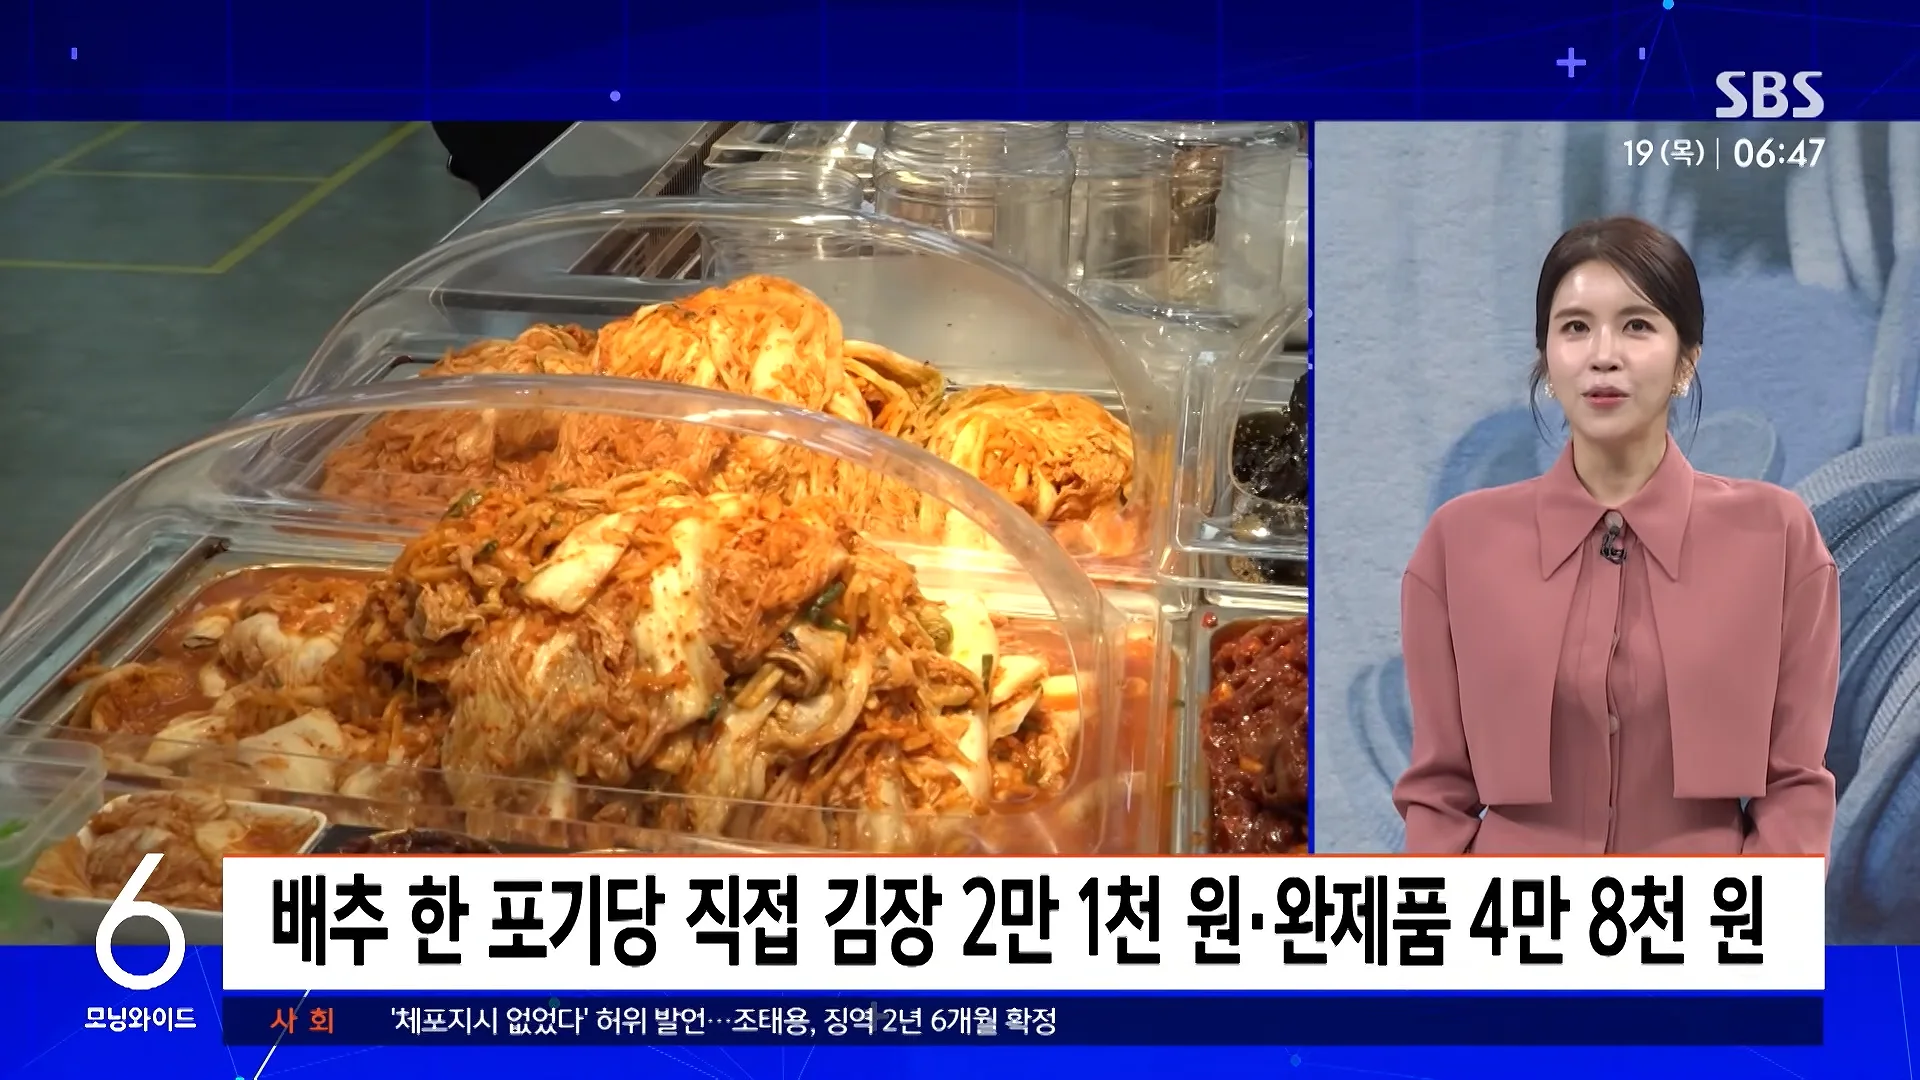 SBS
19 (목) | 06:47
배추 한 포기당 직접 김장 2만 1천 원·완제품 4만 8천 원
6
모닝와이드
사회 '체포지시 없었다' 허위 발언…조태용, 징역 2년 6개월 확정